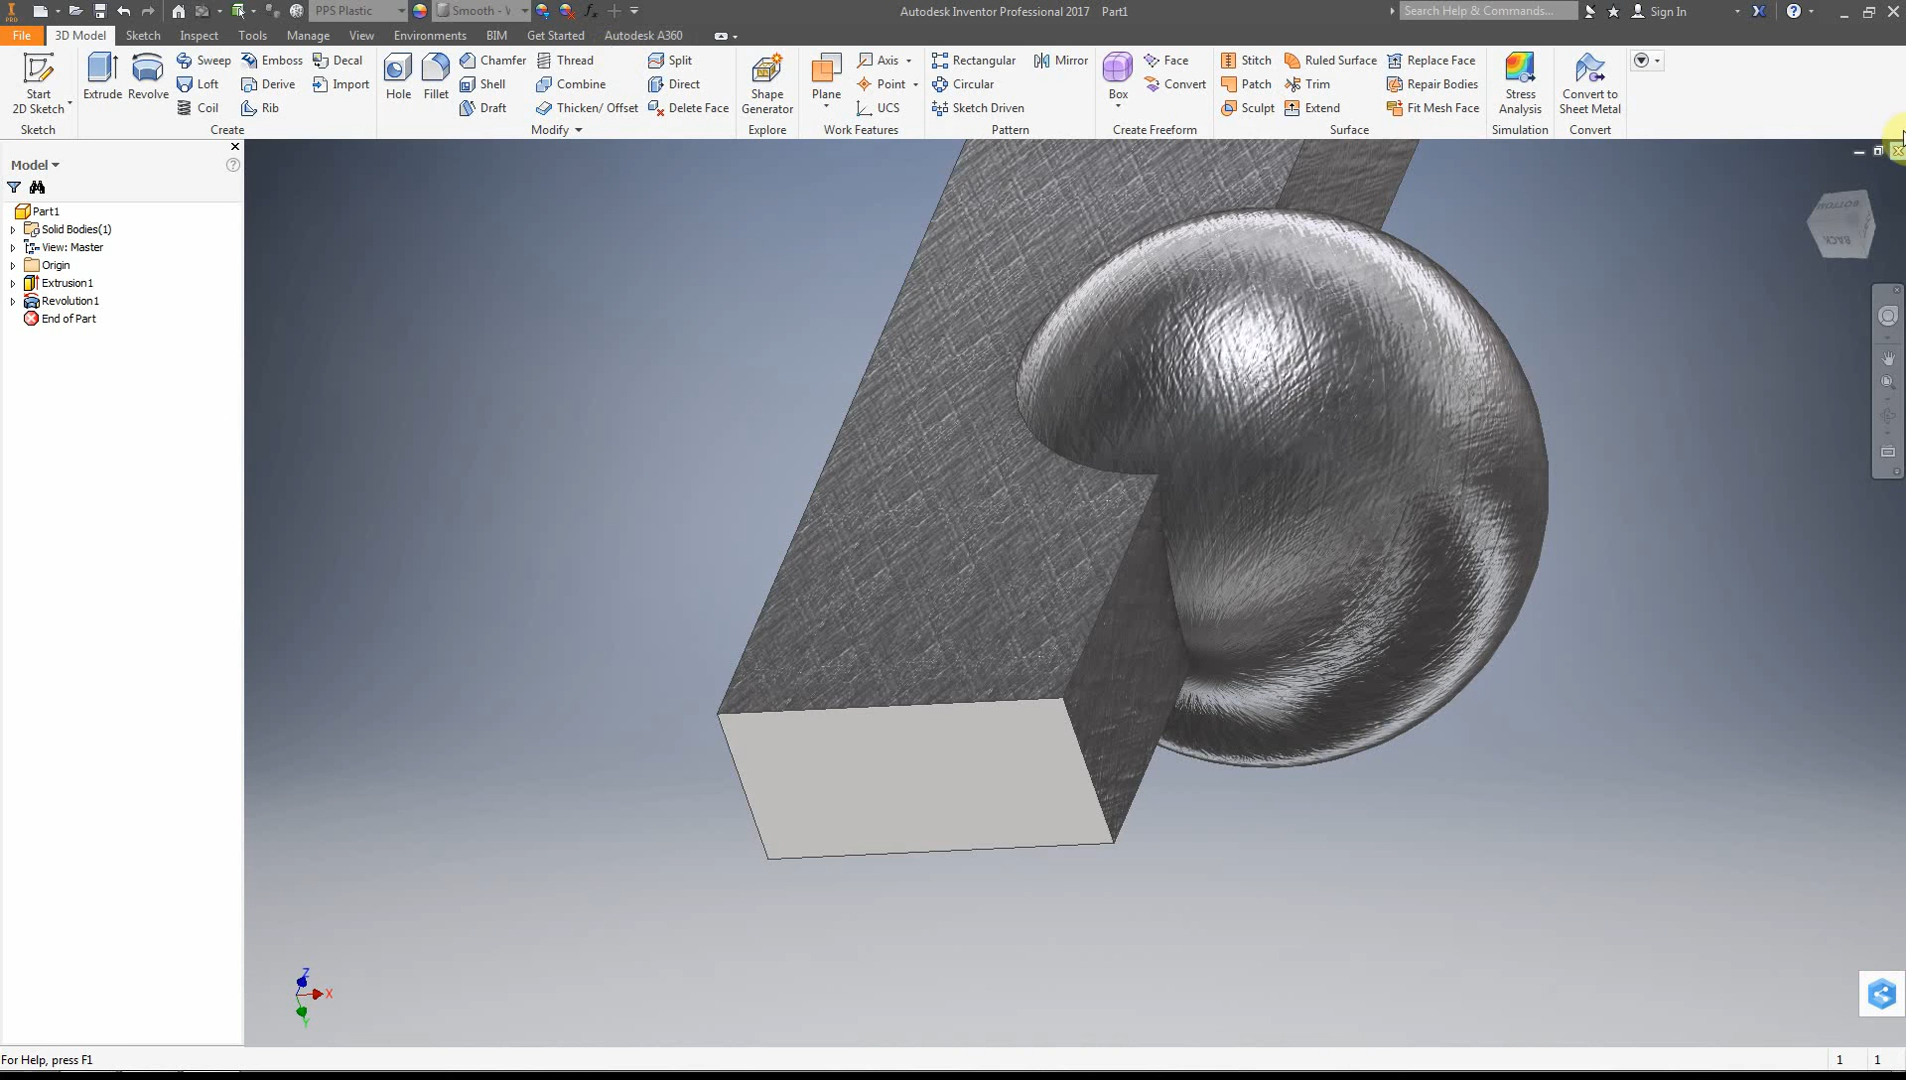 PRO PPS Plastic Smooth - V fx Autodesk Inventor Professional 2017 Part1 Search Help & Commands... Sign In
File 3D Model Sketch Inspect Tools Manage View Environments BIM Get Started Autodesk A360
Start 2D Sketch Extrude Revolve Sweep Emboss Decal Hole Fillet Chamfer Thread Split Shape Generator Plane Axis Rectangular Mirror Box Face Stitch Ruled Surface Replace Face Stress Analysis Convert to Sheet Metal
Loft Derive Import Shell Combine Direct Point Circular Convert Patch Trim Repair Bodies
Coil Rib Draft Thicken/ Offset Delete Face UCS Sketch Driven Sculpt Extend Fit Mesh Face
Sketch Create Modify Explore Work Features Pattern Create Freeform Surface Simulation Convert
Model
Part1
Solid Bodies(1)
View: Master
Origin
Extrusion1
Revolution1
End of Part
BOTTOM
BACK
Z
X
Y
For Help, press F1 1 1